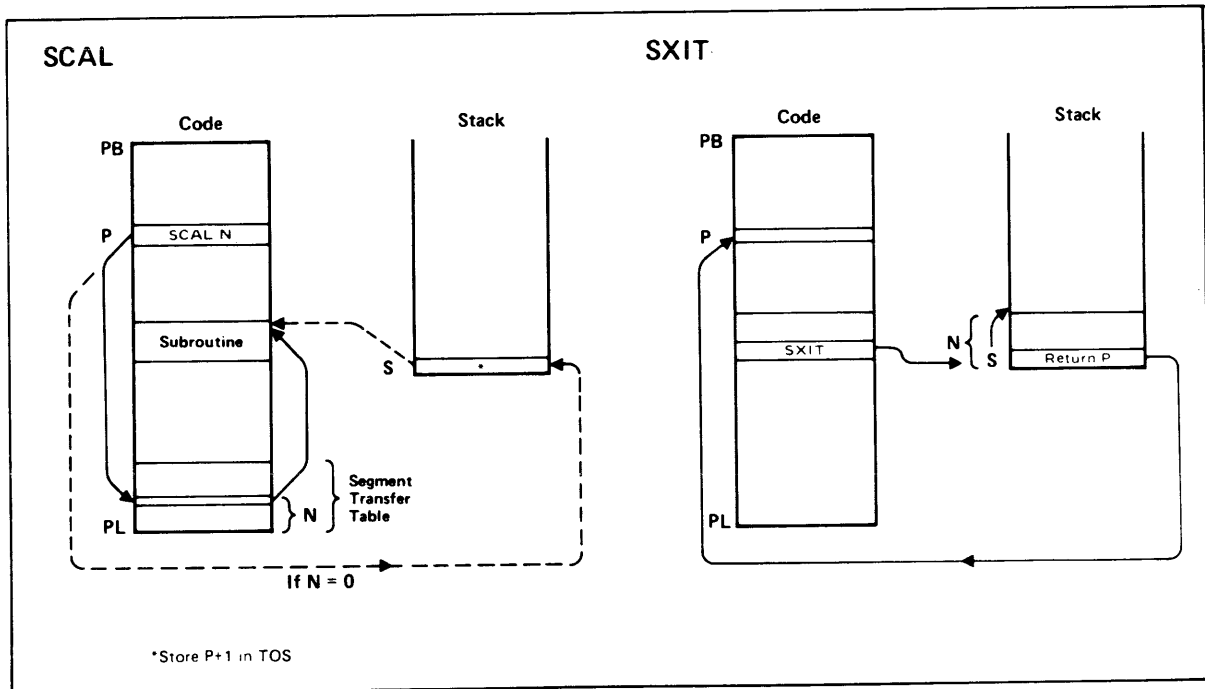 SCAL
Code
Stack
PB
P
SCAL N
Subroutine
S
*
Segment
Transfer
Table
N
PL
If N = 0
*Store P+1 in TOS
SXIT
Code
Stack
PB
P
N
S
SXIT
Return P
PL